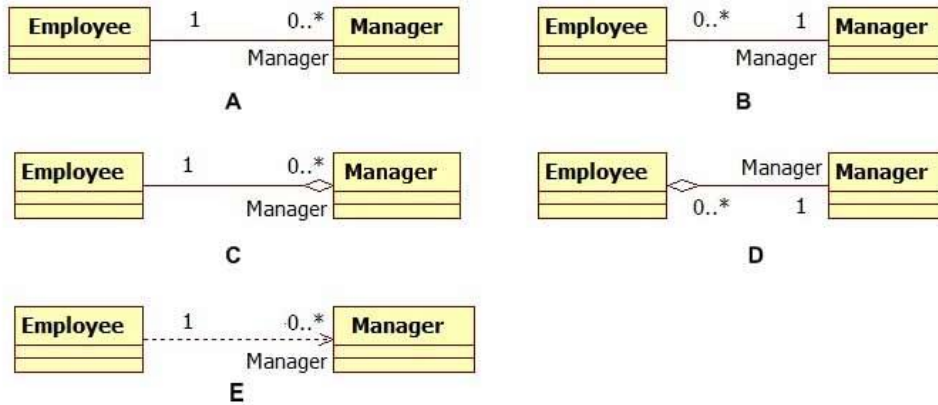 Employee 1 0..* Manager
Manager
A
Employee 0..* 1 Manager
Manager
B
Employee 1 0..* Manager
Manager
C
Employee Manager Manager
0..* 1
D
Employee 1 0..* Manager
Manager
E